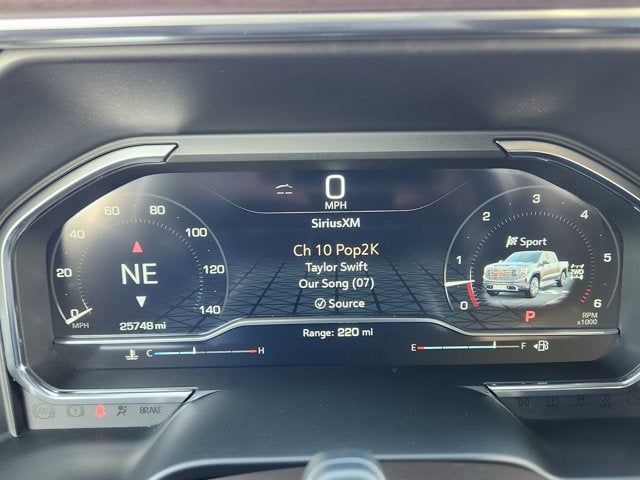 0
MPH
SiriusXM
Ch 10 Pop2K
Taylor Swift
Our Song (07)
Source
Range: 220 mi
0
20
40
60
80
100
120
140
MPH
NE
25748 mi
C
H
0
1
2
3
4
5
6
Sport
2WD
P
RPM
x1000
E
F
BRAKE
OFF